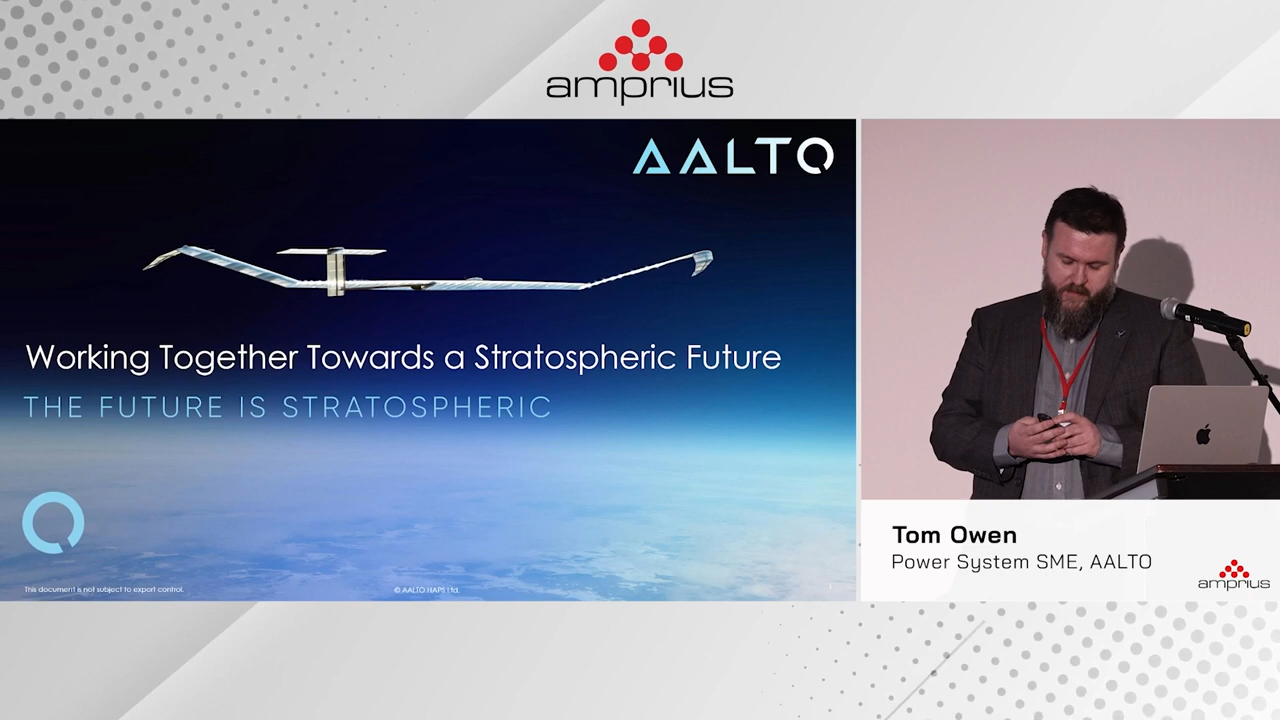 amprius
AALTO
Working Together Towards a Stratospheric Future
THE FUTURE IS STRATOSPHERIC
This document is not subject to export control.
© AALTO HAPS Ltd.
1
Tom Owen
Power System SME, AALTO
amprius